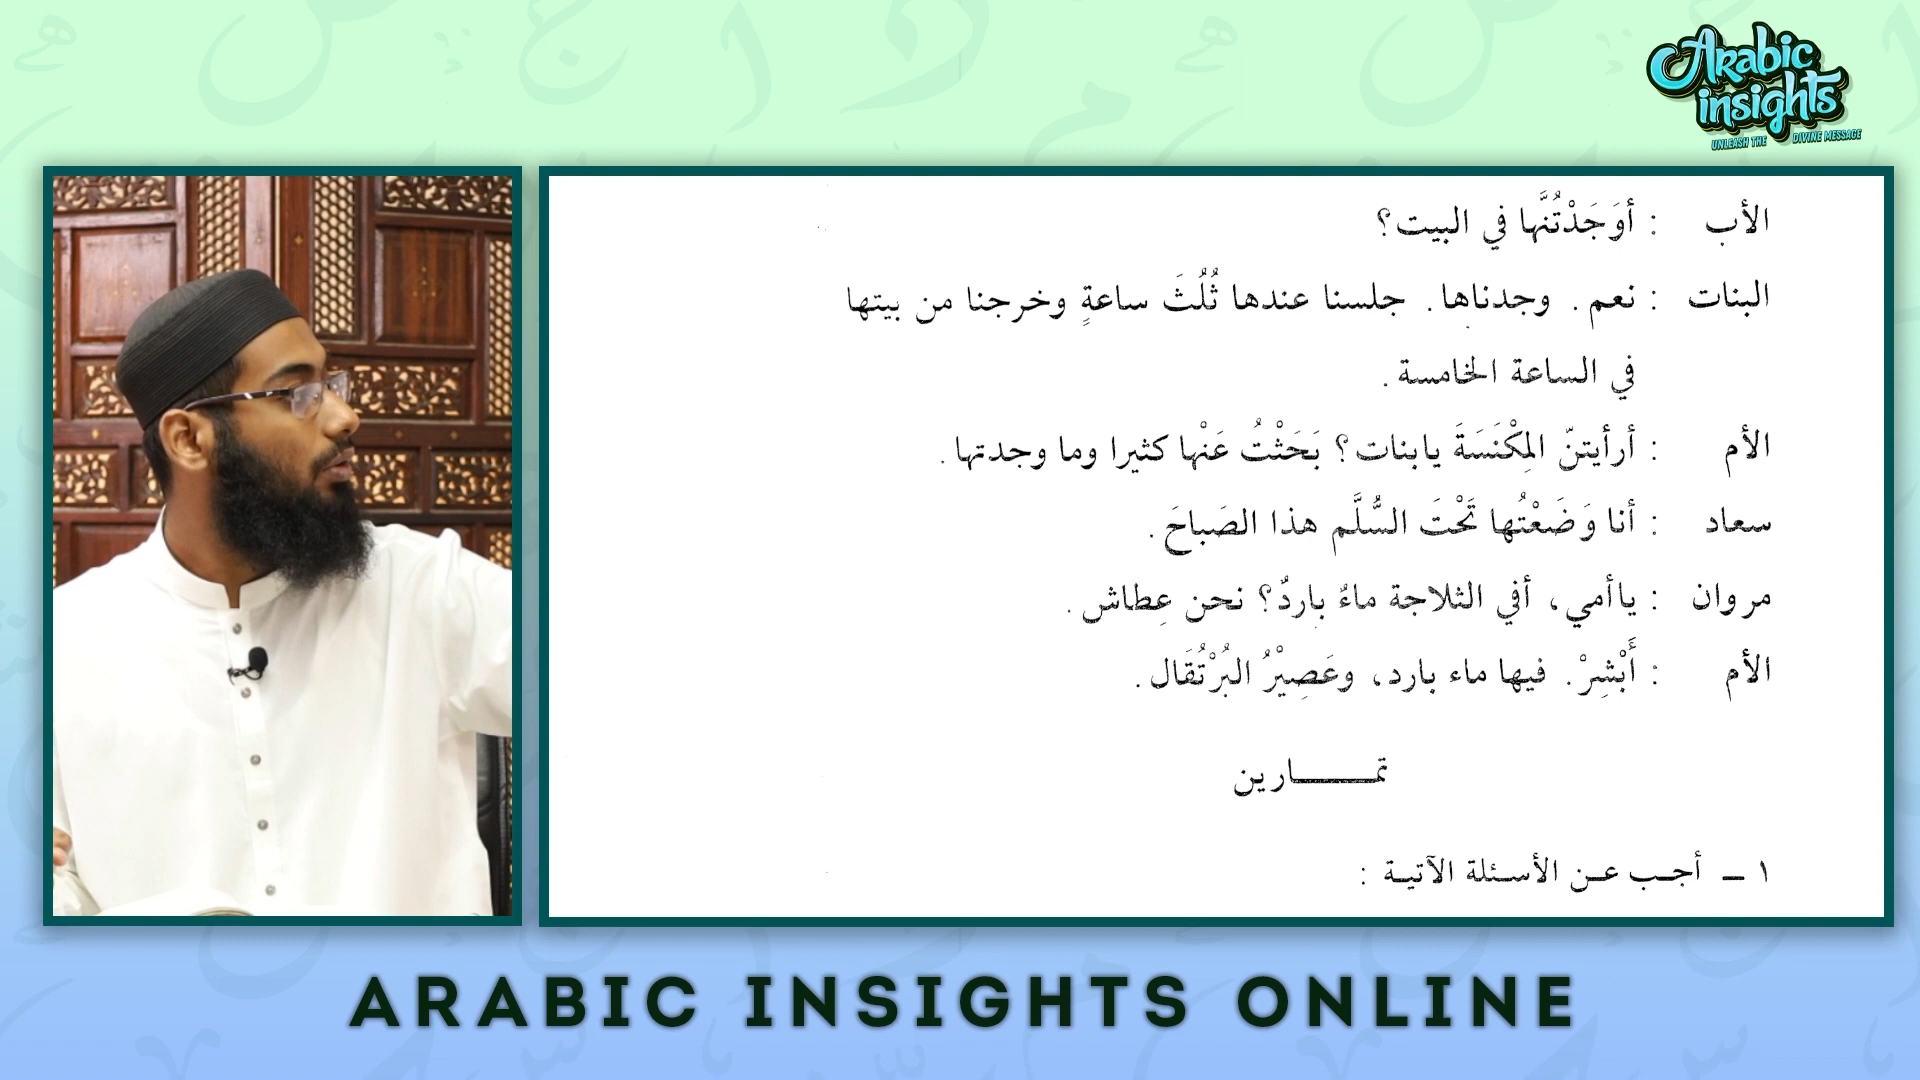 Arabic
insights
UNLEASH THE DIVINE MESSAGE
الأب : أوَجَدْتُنَّها في البيت؟
البنات : نعم. وجدناها. جلسنا عندها ثُلُثَ ساعةٍ وخرجنا من بيتها
في الساعة الخامسة.
الأم : أرأيتنّ المِكْنَسَةَ يابنات؟ بَحَثْتُ عَنْها كثيرا وما وجدتها.
سعاد : أنا وَضَعْتُها تَحْتَ السُّلَّم هذا الصَباحَ.
مروان : ياأمي، أفي الثلاجة ماءٌ باردٌ؟ نحن عِطاش.
الأم : أَبْشِرْ. فيها ماء بارد، وعَصِيْرُ البُرْتُقَال.
تمـــــارين
١ ــ أجـب عـن الأسـئلة الآتيـة :
ARABIC INSIGHTS ONLINE